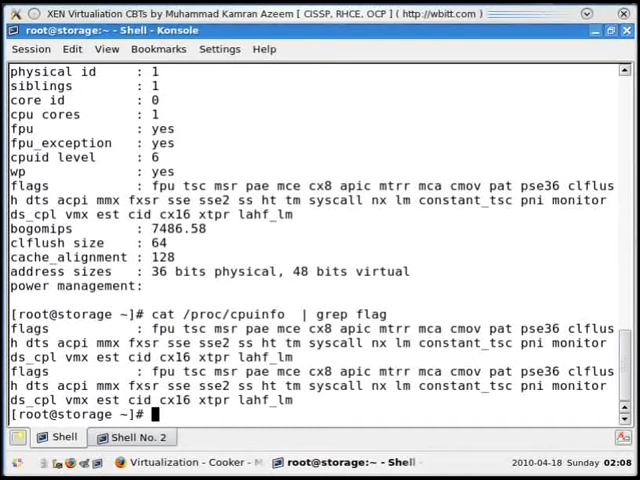 XEN Virtualiation CBTs by Muhammad Kamran Azeem [ CISSP, RHCE, OCP ] ( http://wbitt.com )
root@storage:~ - Shell - Konsole
Session Edit View Bookmarks Settings Help
physical id : 1
siblings : 1
core id : 0
cpu cores : 1
fpu : yes
fpu_exception : yes
cpuid level : 6
wp : yes
flags : fpu tsc msr pae mce cx8 apic mtrr mca cmov pat pse36 clflus
h dts acpi mmx fxsr sse sse2 ss ht tm syscall nx lm constant_tsc pni monitor
ds_cpl vmx est cid cx16 xtpr lahf_lm
bogomips : 7486.58
clflush size : 64
cache_alignment : 128
address sizes : 36 bits physical, 48 bits virtual
power management:
[root@storage ~]# cat /proc/cpuinfo | grep flag
flags : fpu tsc msr pae mce cx8 apic mtrr mca cmov pat pse36 clflus
h dts acpi mmx fxsr sse sse2 ss ht tm syscall nx lm constant_tsc pni monitor
ds_cpl vmx est cid cx16 xtpr lahf_lm
flags : fpu tsc msr pae mce cx8 apic mtrr mca cmov pat pse36 clflus
h dts acpi mmx fxsr sse sse2 ss ht tm syscall nx lm constant_tsc pni monitor
ds_cpl vmx est cid cx16 xtpr lahf_lm
[root@storage ~]#
Shell Shell No. 2
Virtualization - Cooker - root@storage:~ - Shell - 2010-04-18 02:08